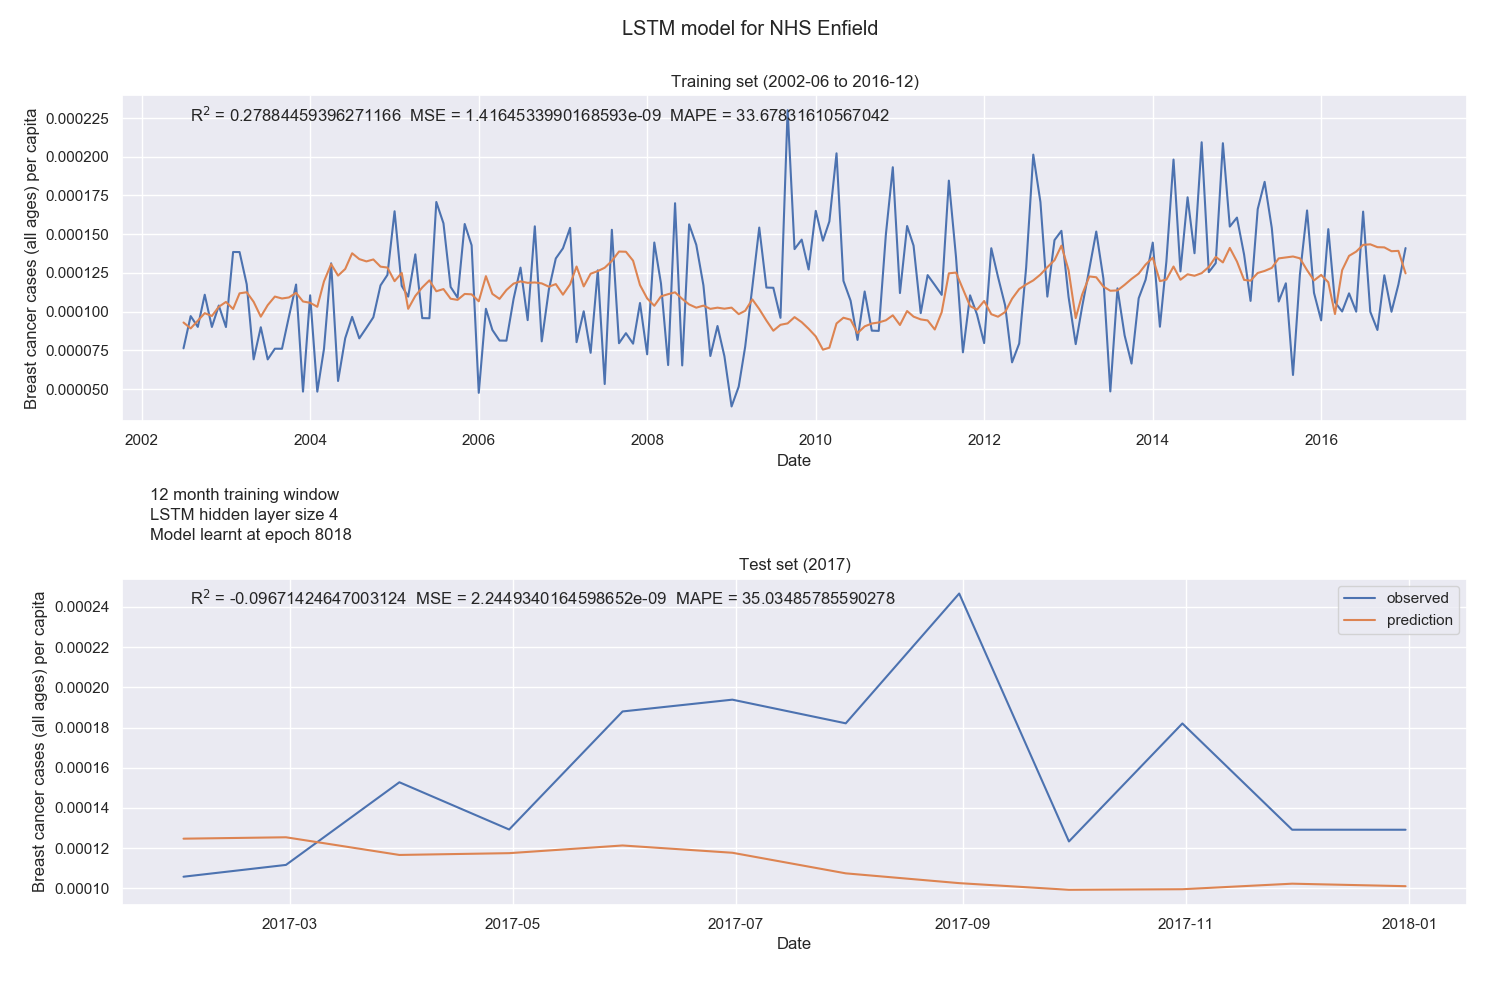 LSTM model for NHS Enfield
Training set (2002-06 to 2016-12)
R² = 0.27884459396271166 MSE = 1.4164533990168593e-09 MAPE = 33.67831610567042
Breast cancer cases (all ages) per capita
0.000225
0.000200
0.000175
0.000150
0.000125
0.000100
0.000075
0.000050
2002 2004 2006 2008 2010 2012 2014 2016
Date
12 month training window
LSTM hidden layer size 4
Model learnt at epoch 8018
Test set (2017)
R² = -0.09671424647003124 MSE = 2.2449340164598652e-09 MAPE = 35.03485785590278
observed
prediction
Breast cancer cases (all ages) per capita
0.00024
0.00022
0.00020
0.00018
0.00016
0.00014
0.00012
0.00010
2017-03 2017-05 2017-07 2017-09 2017-11 2018-01
Date